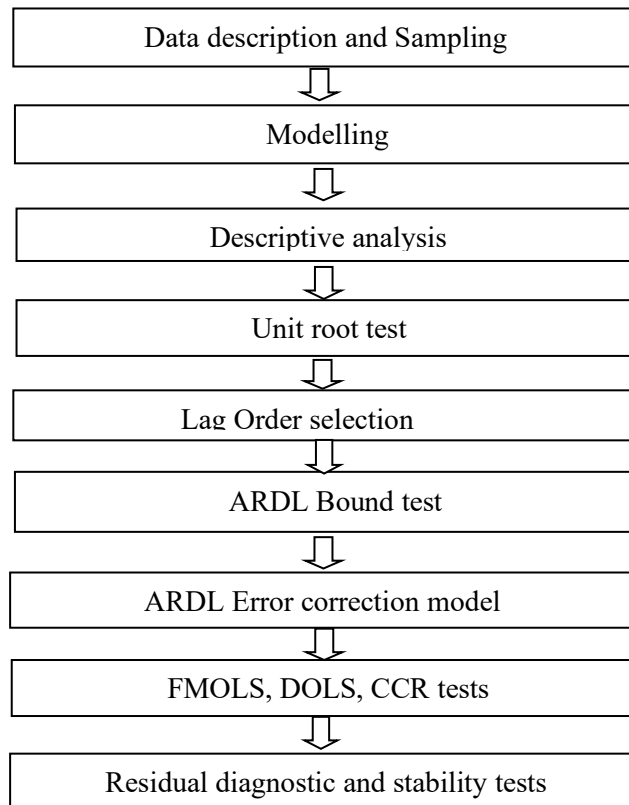 Data description and Sampling
Modelling
Descriptive analysis
Unit root test
Lag Order selection
ARDL Bound test
ARDL Error correction model
FMOLS, DOLS, CCR tests
Residual diagnostic and stability tests